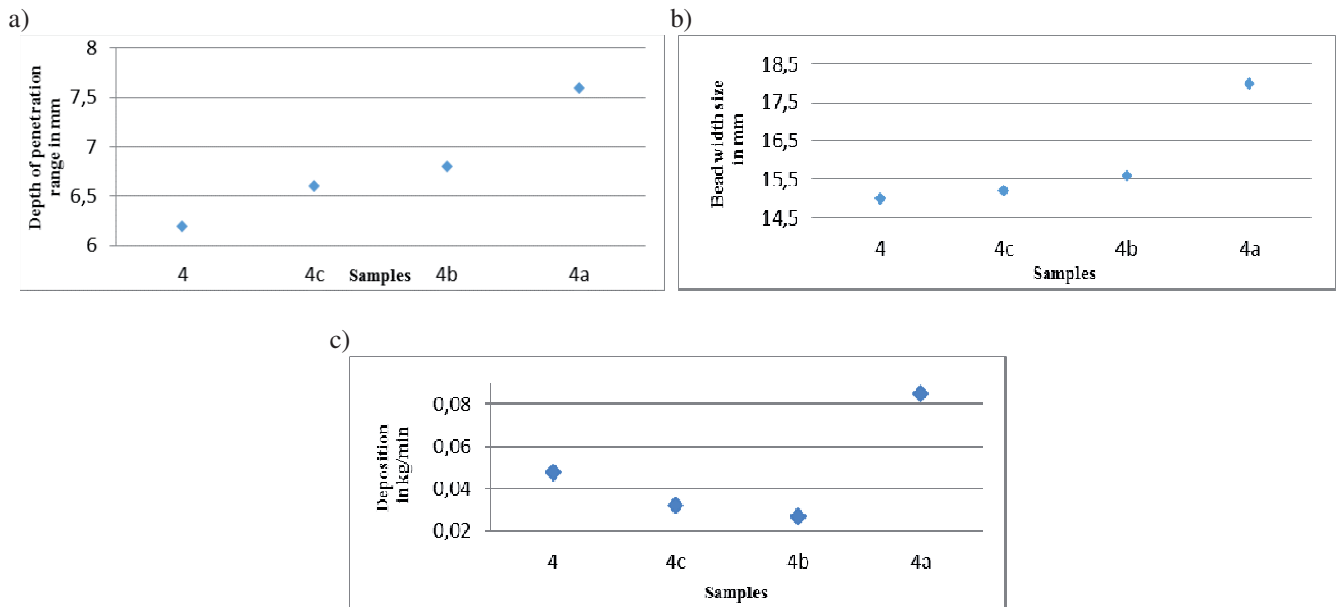 a)
Depth of penetration
range in mm
8
7,5
7
6,5
6
4 4c Samples 4b 4a
b)
Bead width size
in mm
18,5
17,5
16,5
15,5
14,5
4 4c 4b 4a
Samples
c)
Deposition
in kg/min
0,08
0,06
0,04
0,02
4 4c 4b 4a
Samples